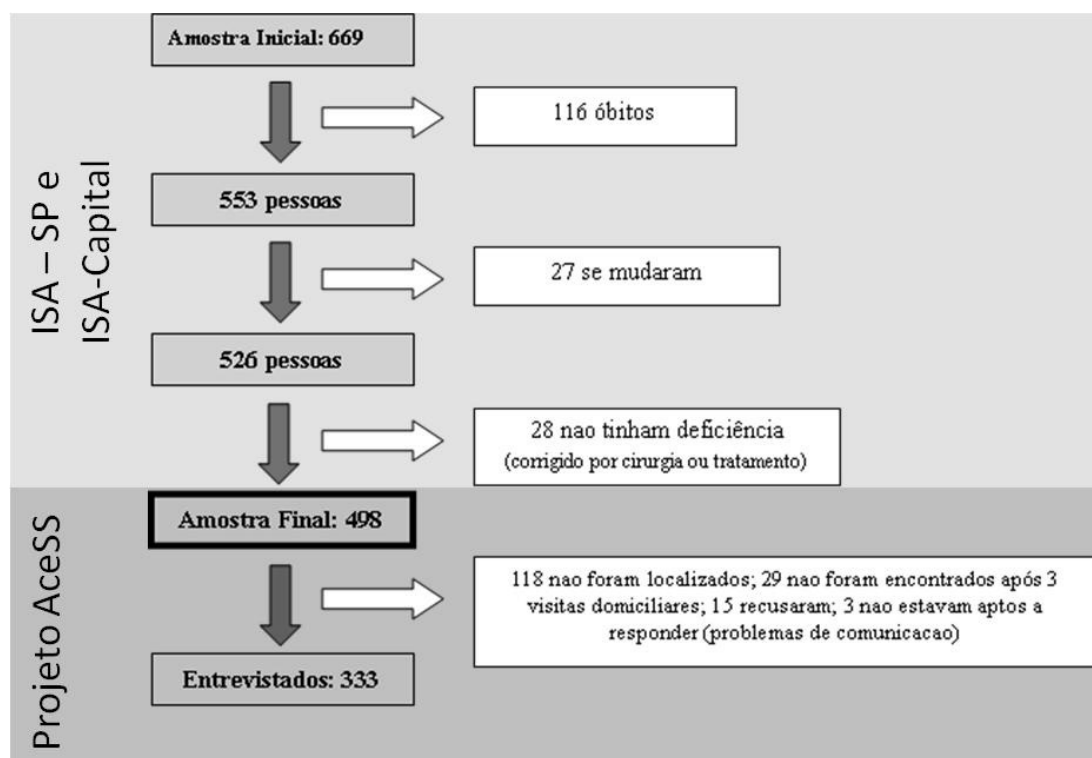 ISA – SP e
ISA-Capital
Amostra Inicial: 669
116 óbitos
553 pessoas
27 se mudaram
526 pessoas
28 nao tinham deficiência
(corrigido por cirurgia ou tratamento)
Projeto AceSS
Amostra Final: 498
118 nao foram localizados; 29 nao foram encontrados após 3
visitas domiciliares; 15 recusaram; 3 nao estavam aptos a
responder (problemas de comunicacao)
Entrevistados: 333